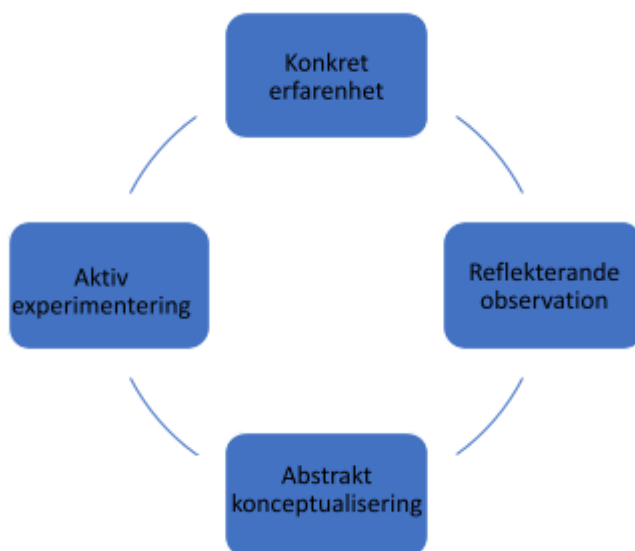 Konkret
erfarenhet
Reflekterande
observation
Abstrakt
konceptualisering
Aktiv
experimentering